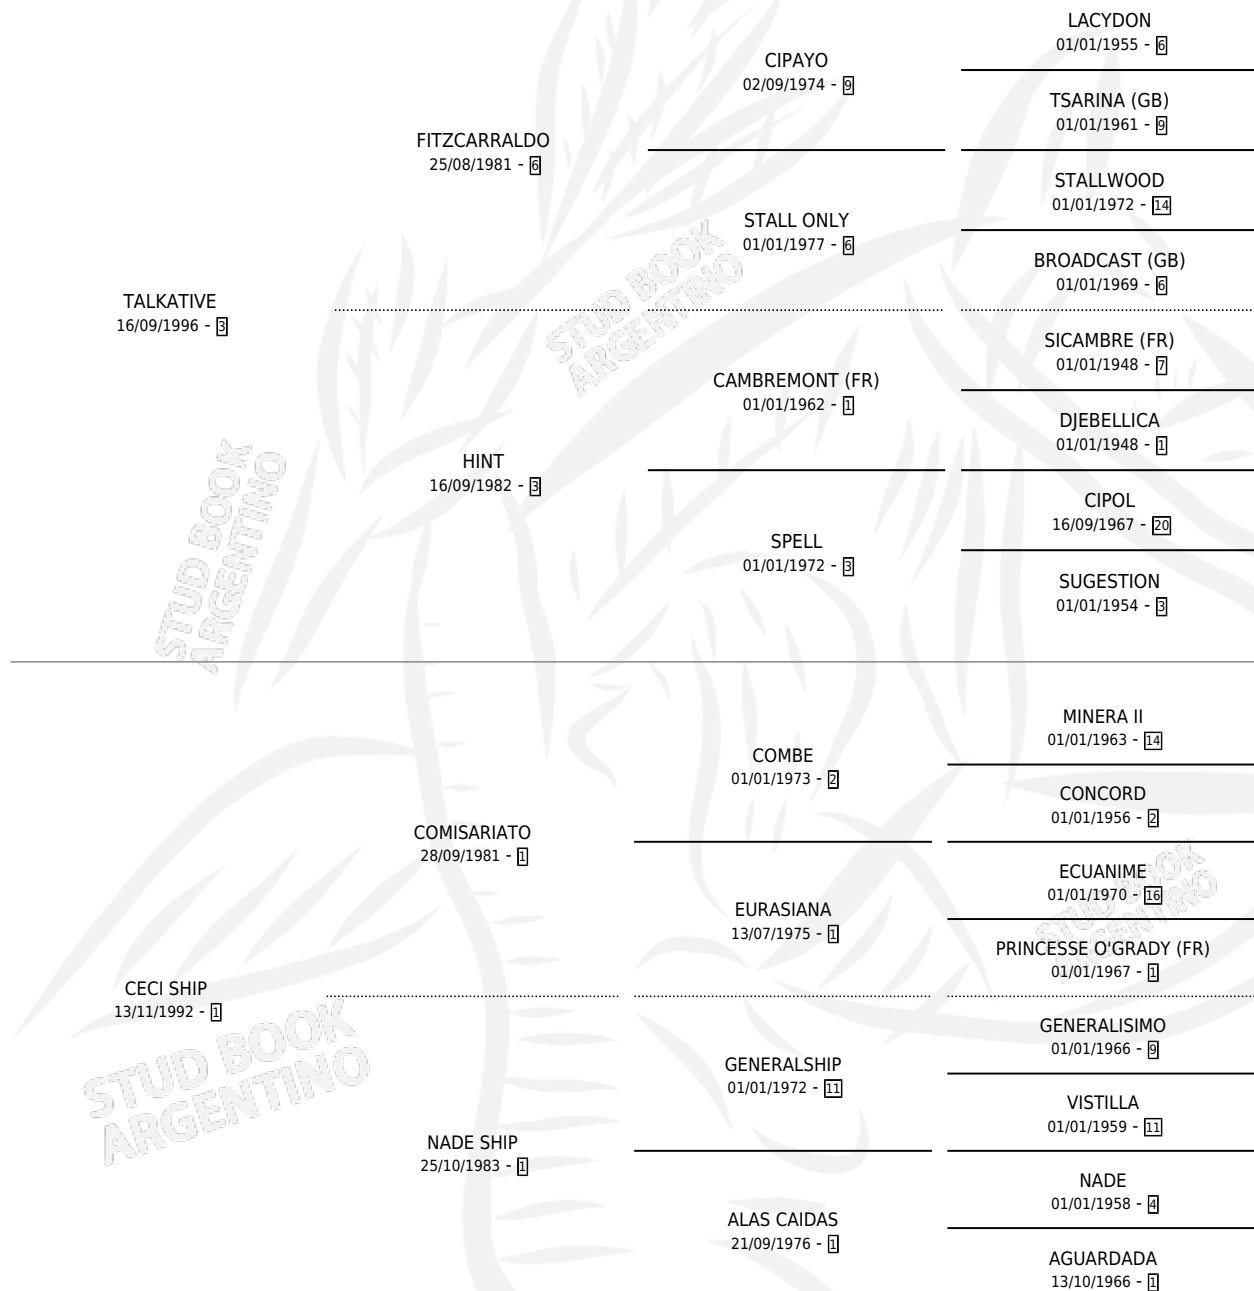 LACYDON
01/01/1955 - 6
CIPAYO
02/09/1974 - 9
TSARINA (GB)
01/01/1961 - 9
FITZCARRALDO
25/08/1981 - 6
STALLWOOD
01/01/1972 - 14
STALL ONLY
01/01/1977 - 6
BROADCAST (GB)
01/01/1969 - 6
TALKATIVE
16/09/1996 - 3
STUD BOOK
ARGENTINO
SICAMBRE (FR)
01/01/1948 - 7
CAMBREMONT (FR)
01/01/1962 - 1
DJEBELLICA
01/01/1948 - 1
HINT
16/09/1982 - 3
CIPOL
16/09/1967 - 20
SPELL
01/01/1972 - 3
SUGESTION
01/01/1954 - 3
STUD BOOK
ARGENTINO
MINERA II
01/01/1963 - 14
COMBE
01/01/1973 - 2
CONCORD
01/01/1956 - 2
COMISARIATO
28/09/1981 - 1
ECUANIME
01/01/1970 - 16
EURASIANA
13/07/1975 - 1
PRINCESSE O'GRADY (FR)
01/01/1967 - 1
STUD BOOK
ARGENTINO
CECI SHIP
13/11/1992 - 1
GENERALISIMO
01/01/1966 - 9
GENERALSHIP
01/01/1972 - 11
VISTILLA
01/01/1959 - 11
STUD BOOK
ARGENTINO
NADE SHIP
25/10/1983 - 1
NADE
01/01/1958 - 4
ALAS CAIDAS
21/09/1976 - 1
AGUARDADA
13/10/1966 - 1